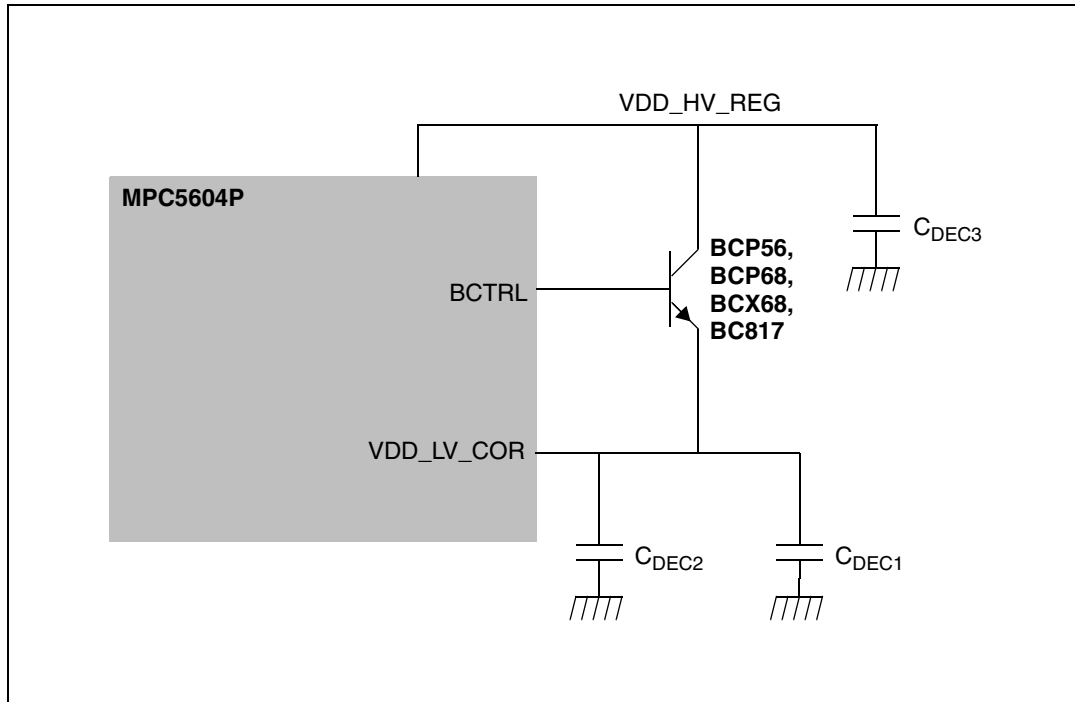 VDD_HV_REG
MPC5604P
CDEC3
BCP56,
BCP68,
BCX68,
BC817
BCTRL
VDD_LV_COR
CDEC2
CDEC1